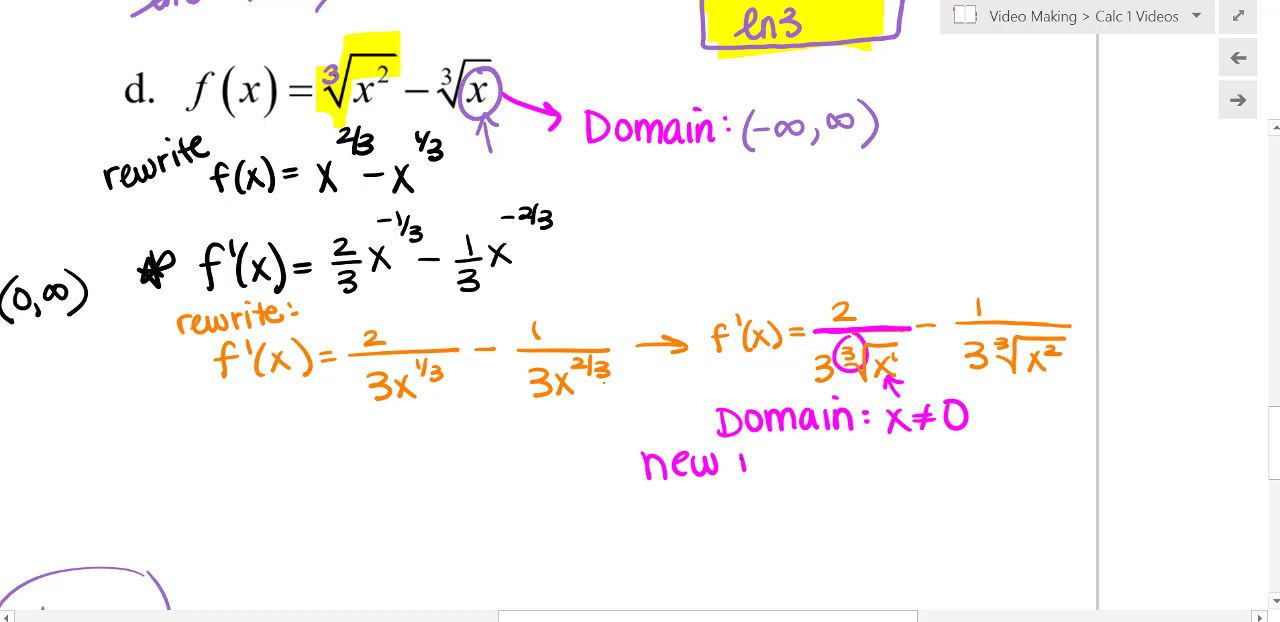 ln3
Video Making > Calc 1 Videos
d. f(x) = ∛x² − ∛x
Domain: (-∞, ∞)
rewrite f(x) = x^2/3 − x^1/3
(0, ∞)
* f'(x) = 2/3 x^-1/3 − 1/3 x^-2/3
rewrite:
f'(x) = 2/3x^1/3 − 1/3x^2/3 → f'(x) = 2/3∛x¹ − 1/3∛x²
Domain: x ≠ 0
new